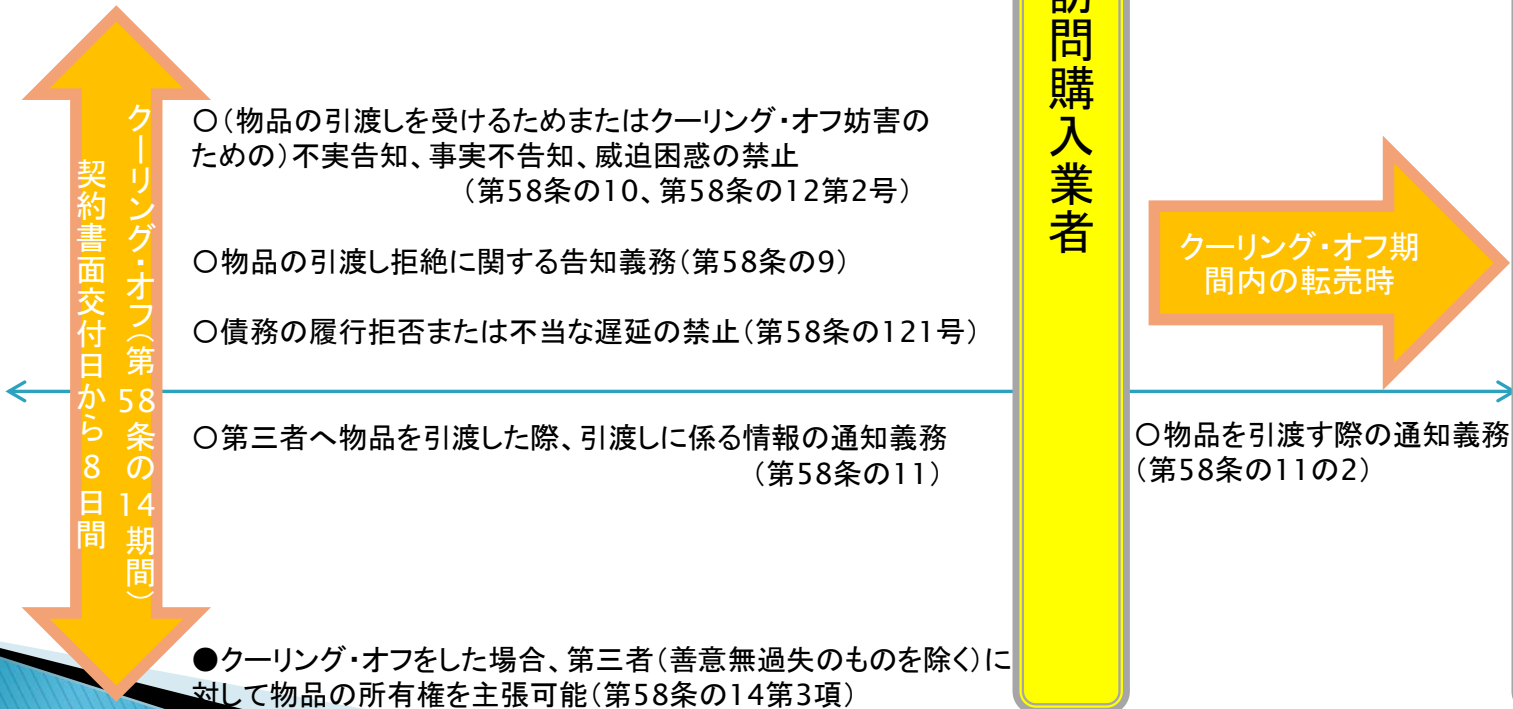 契約書面交付日から8日間
クーリング・オフ（第58条の14期間）
〇（物品の引渡しを受けるためまたはクーリング・オフ妨害の
ための）不実告知、事実不告知、威迫困惑の禁止
（第58条の10、第58条の12第2号）
〇物品の引渡し拒絶に関する告知義務（第58条の9）
〇債務の履行拒否または不当な遅延の禁止（第58条の121号）
〇第三者へ物品を引渡した際、引渡しに係る情報の通知義務
（第58条の11）
●クーリング・オフをした場合、第三者（善意無過失のものを除く）に
対して物品の所有権を主張可能（第58条の14第3項）
訪問購入業者
クーリング・オフ期
間内の転売時
〇物品を引渡す際の通知義務
（第58条の11の2）